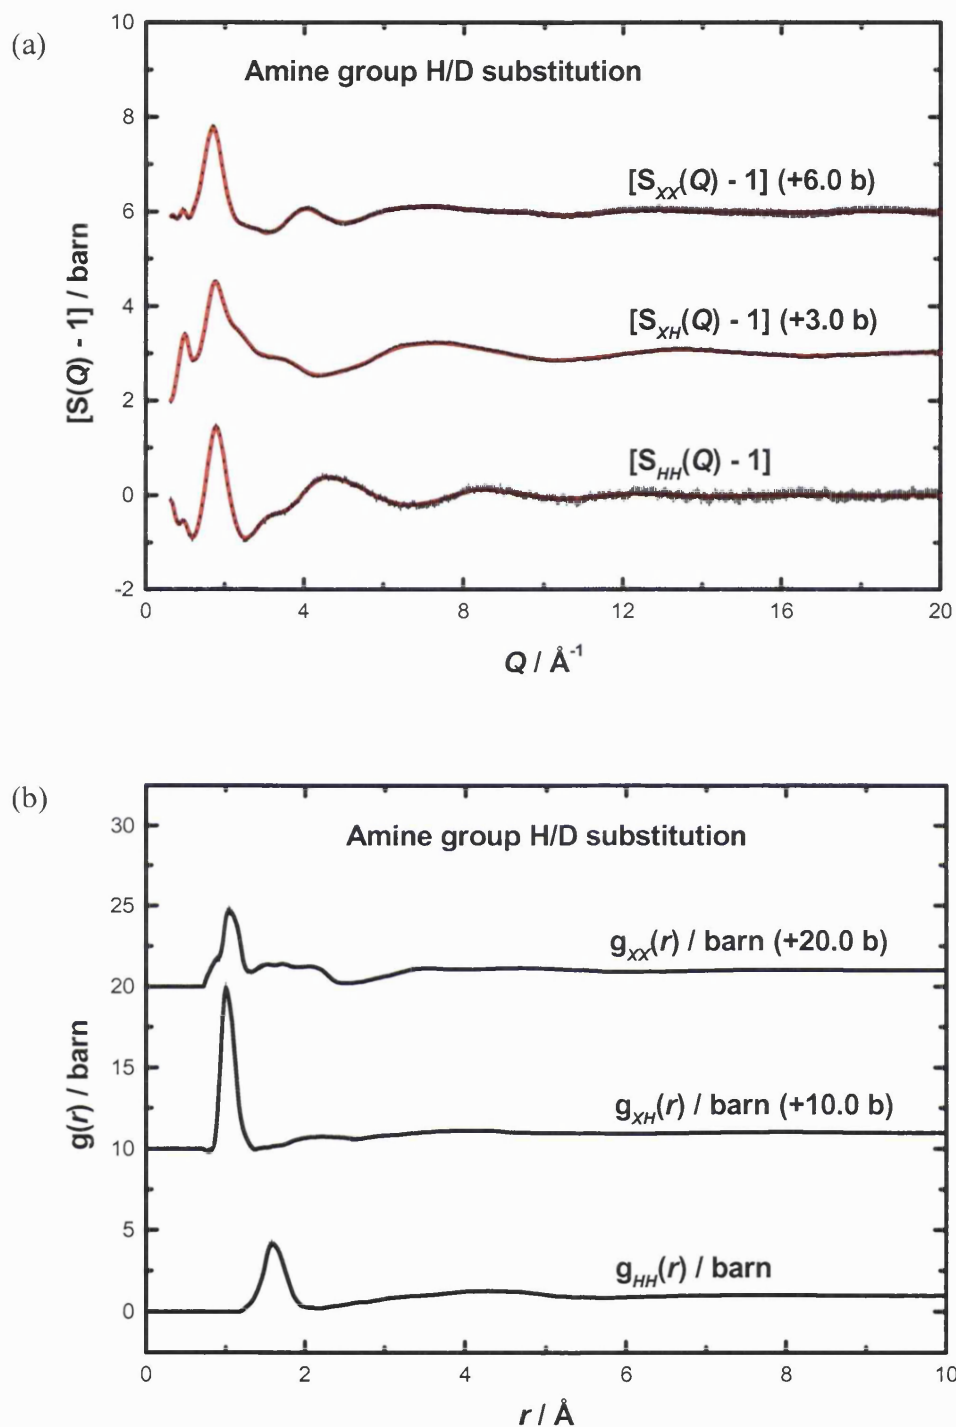 (a)
10
8
6
4
2
0
-2
[S(Q) - 1] / barn
Amine group H/D substitution
[S_XX(Q) - 1] (+6.0 b)
[S_XH(Q) - 1] (+3.0 b)
[S_HH(Q) - 1]
0 4 8 12 16 20
Q / Å⁻¹
(b)
30
25
20
15
10
5
0
g(r) / barn
Amine group H/D substitution
g_XX(r) / barn (+20.0 b)
g_XH(r) / barn (+10.0 b)
g_HH(r) / barn
0 2 4 6 8 10
r / Å